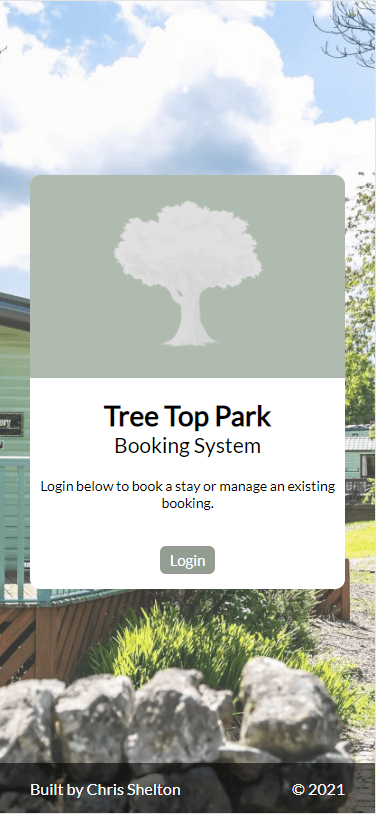 Tree Top Park
Booking System
Login below to book a stay or manage an existing
booking.
Login
Built by Chris Shelton
© 2021